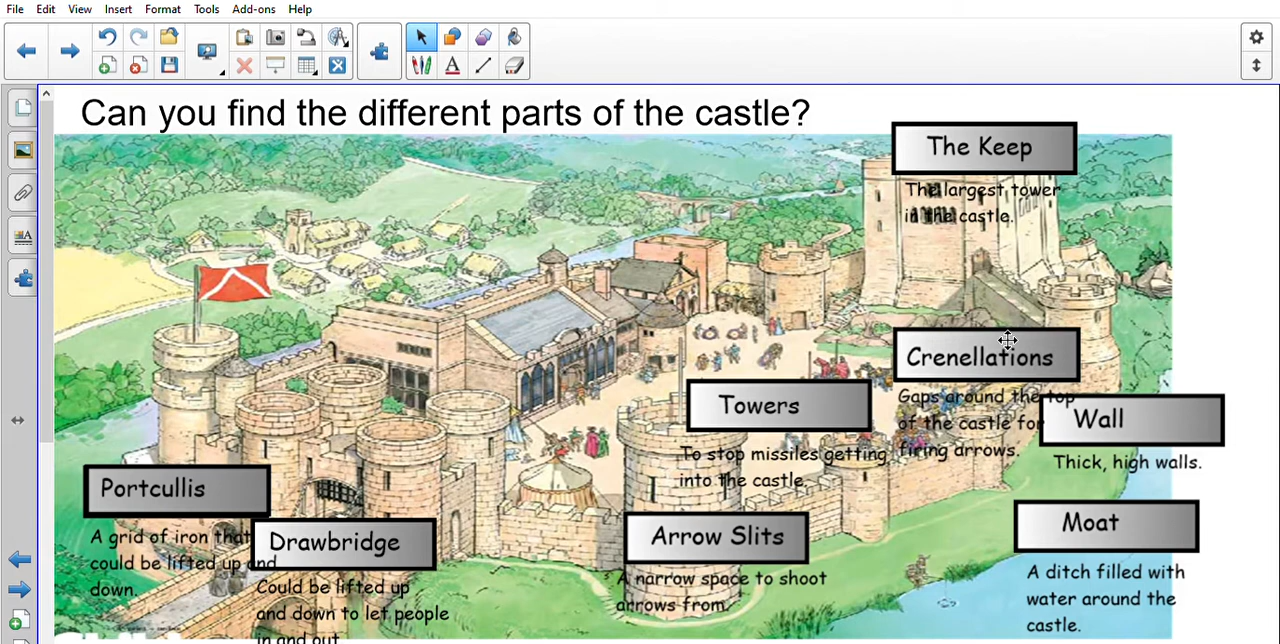 File Edit View Insert Format Tools Add-ons Help
Can you find the different parts of the castle?
The Keep
The largest tower
in the castle.
Crenellations
Gaps around the top
of the castle for
firing arrows.
Towers
To stop missiles getting
into the castle.
Wall
Thick, high walls.
Portcullis
A grid of iron that
could be lifted up and
down.
Drawbridge
Could be lifted up
and down to let people
in and out
Arrow Slits
A narrow space to shoot
arrows from.
Moat
A ditch filled with
water around the
castle.